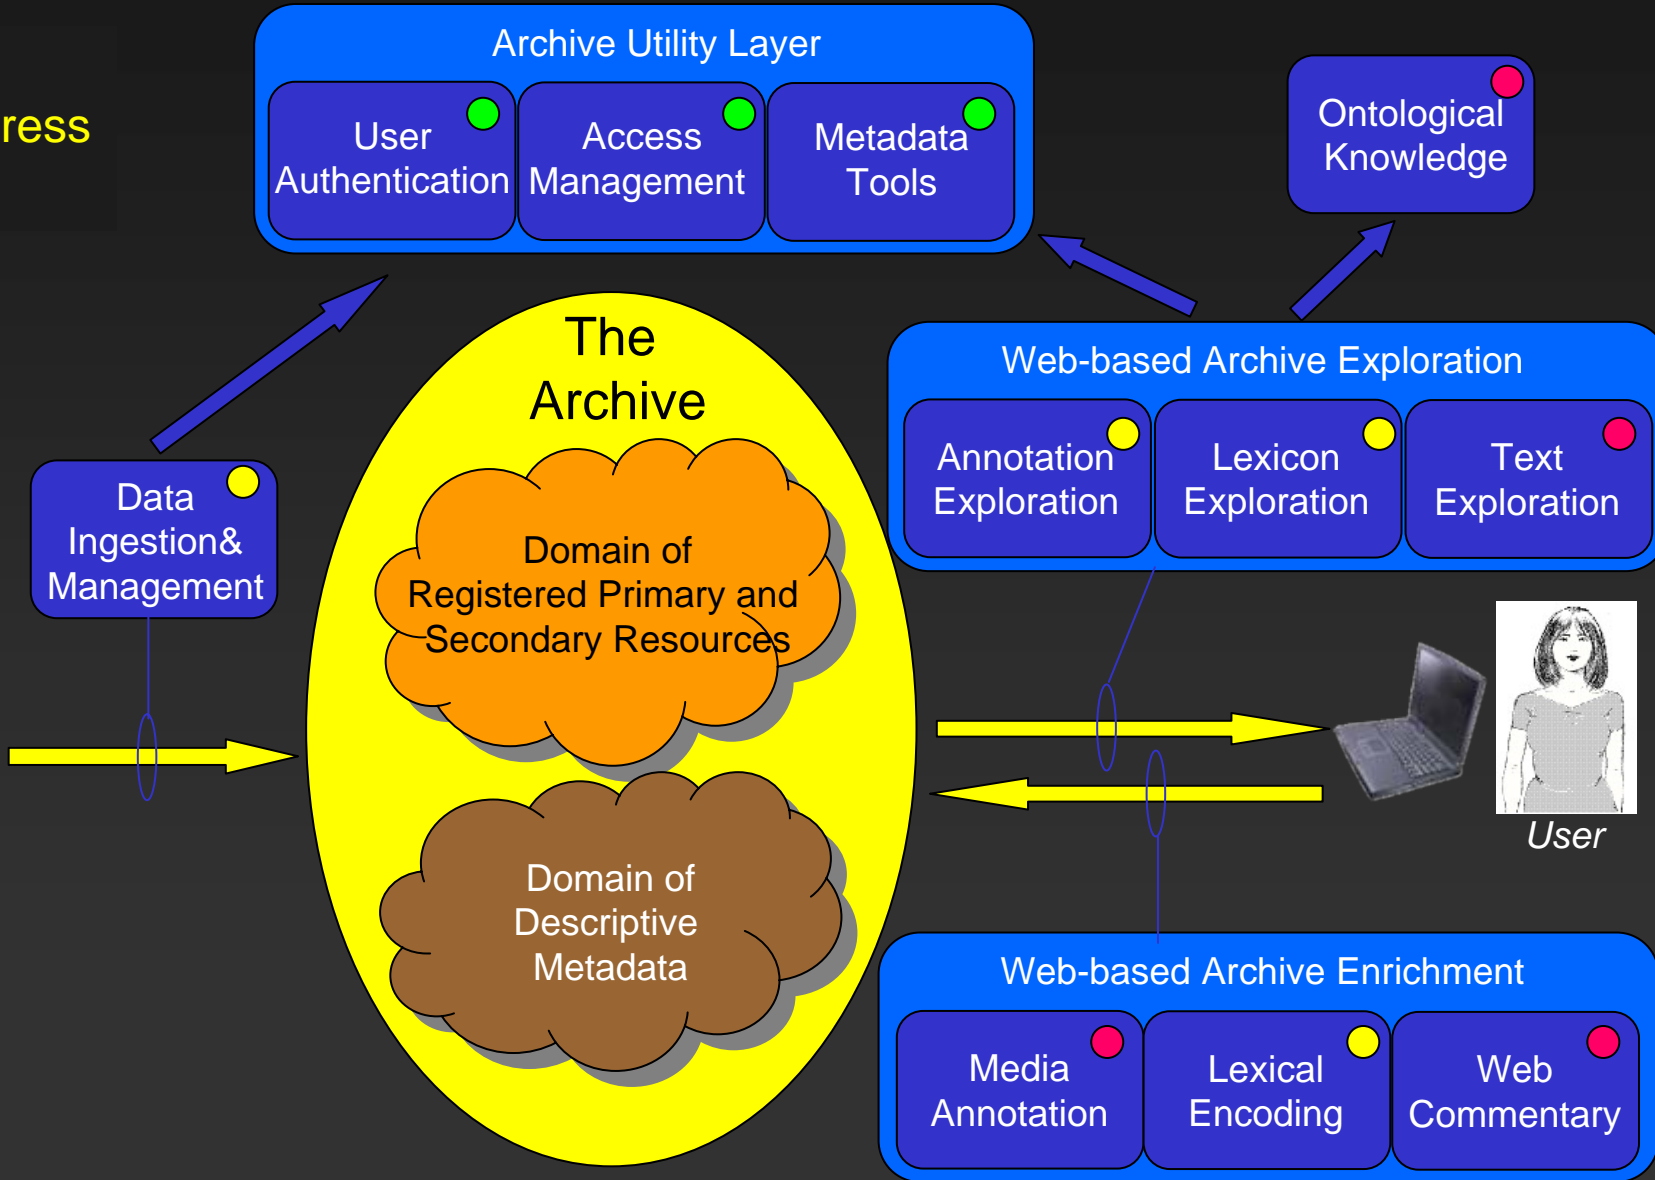 ress
Archive Utility Layer
User
Authentication
Access
Management
Metadata
Tools
Ontological
Knowledge
The
Archive
Web-based Archive Exploration
Annotation
Exploration
Lexicon
Exploration
Text
Exploration
Data
Ingestion&
Management
Domain of
Registered Primary and
Secondary Resources
User
Domain of
Descriptive
Metadata
Web-based Archive Enrichment
Media
Annotation
Lexical
Encoding
Web
Commentary